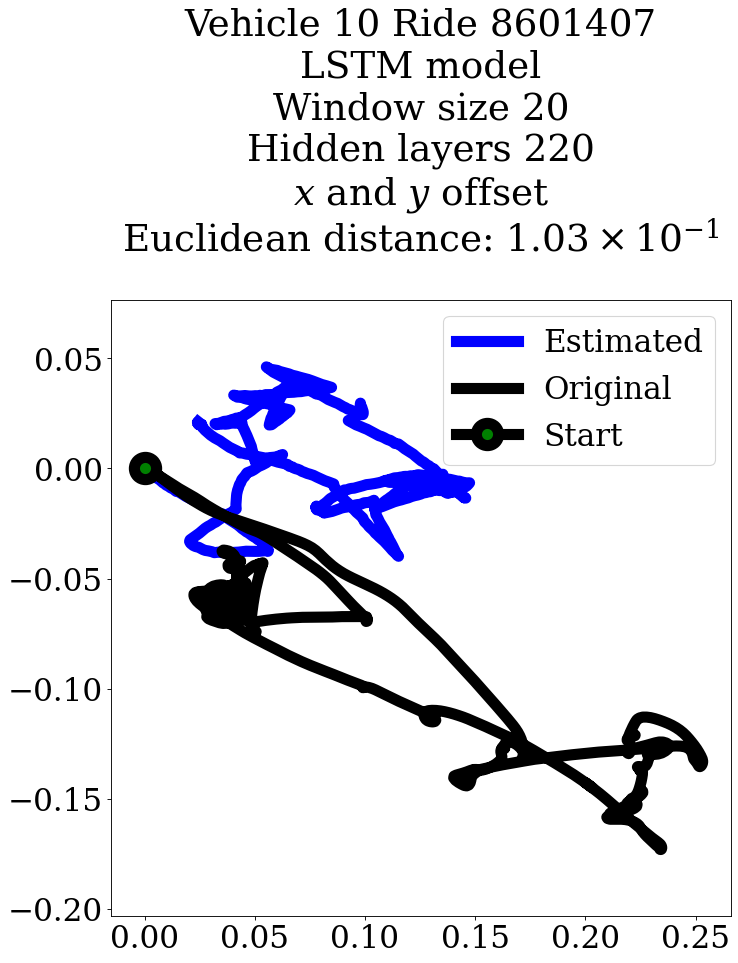 Vehicle 10 Ride 8601407
LSTM model
Window size 20
Hidden layers 220
x and y offset
Euclidean distance: 1.03 × 10⁻¹
Estimated
Original
Start
0.05
0.00
−0.05
−0.10
−0.15
−0.20
0.00 0.05 0.10 0.15 0.20 0.25